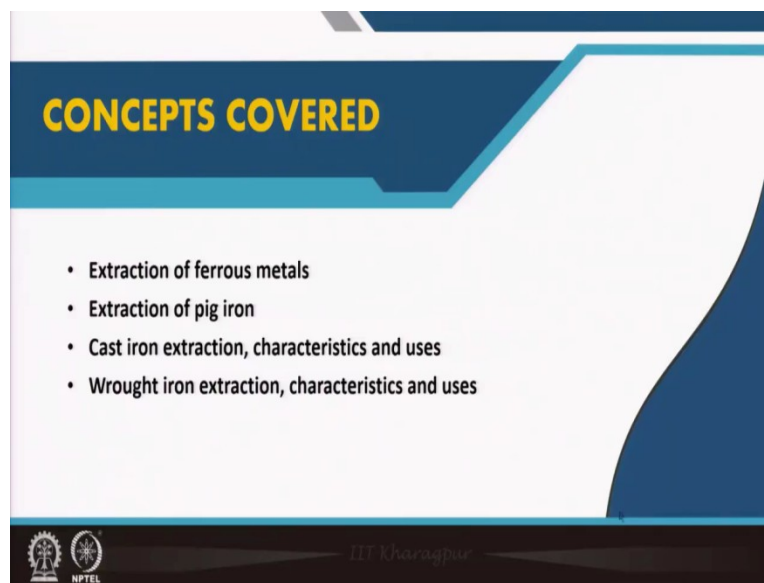 CONCEPTS COVERED
• Extraction of ferrous metals
• Extraction of pig iron
• Cast iron extraction, characteristics and uses
• Wrought iron extraction, characteristics and uses
IIT Kharagpur
NPTEL